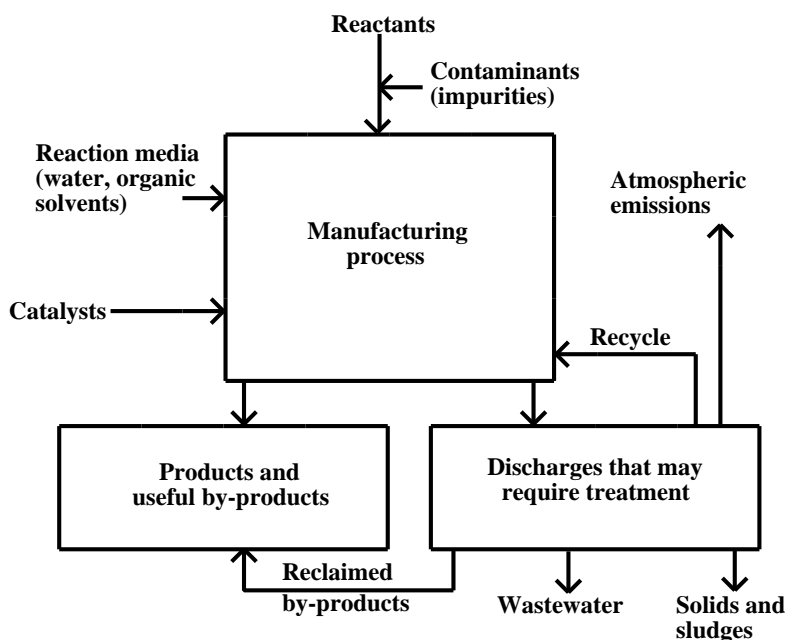 Reactants
Contaminants
(impurities)
Reaction media
(water, organic
solvents)
Atmospheric
emissions
Manufacturing
process
Catalysts
Recycle
Products and
useful by-products
Discharges that may
require treatment
Reclaimed
by-products
Wastewater
Solids and
sludges